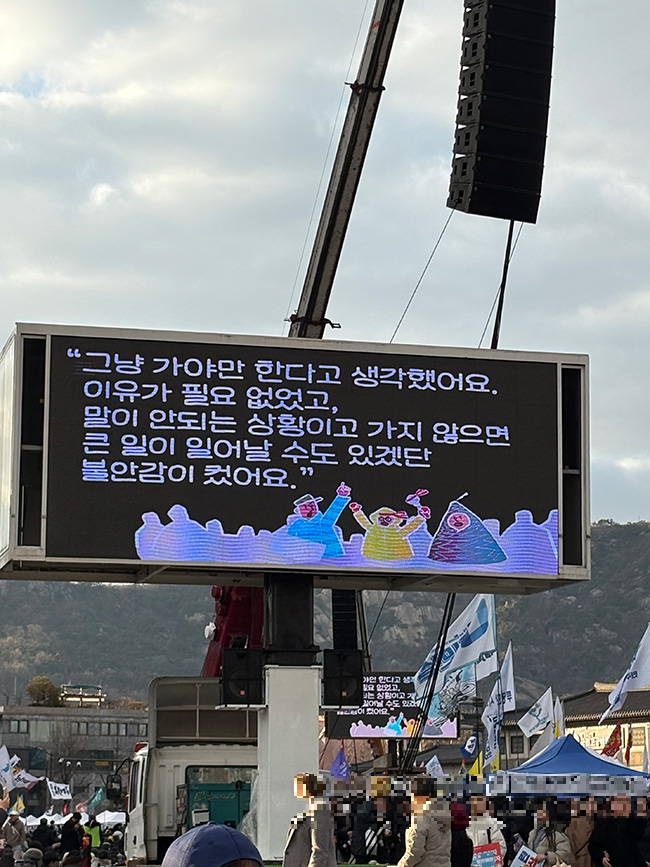 “그냥 가야만 한다고 생각했어요.
이유가 필요 없었고,
말이 안되는 상황이고 가지 않으면
큰 일이 일어날 수도 있겠단
불안감이 컸어요.”